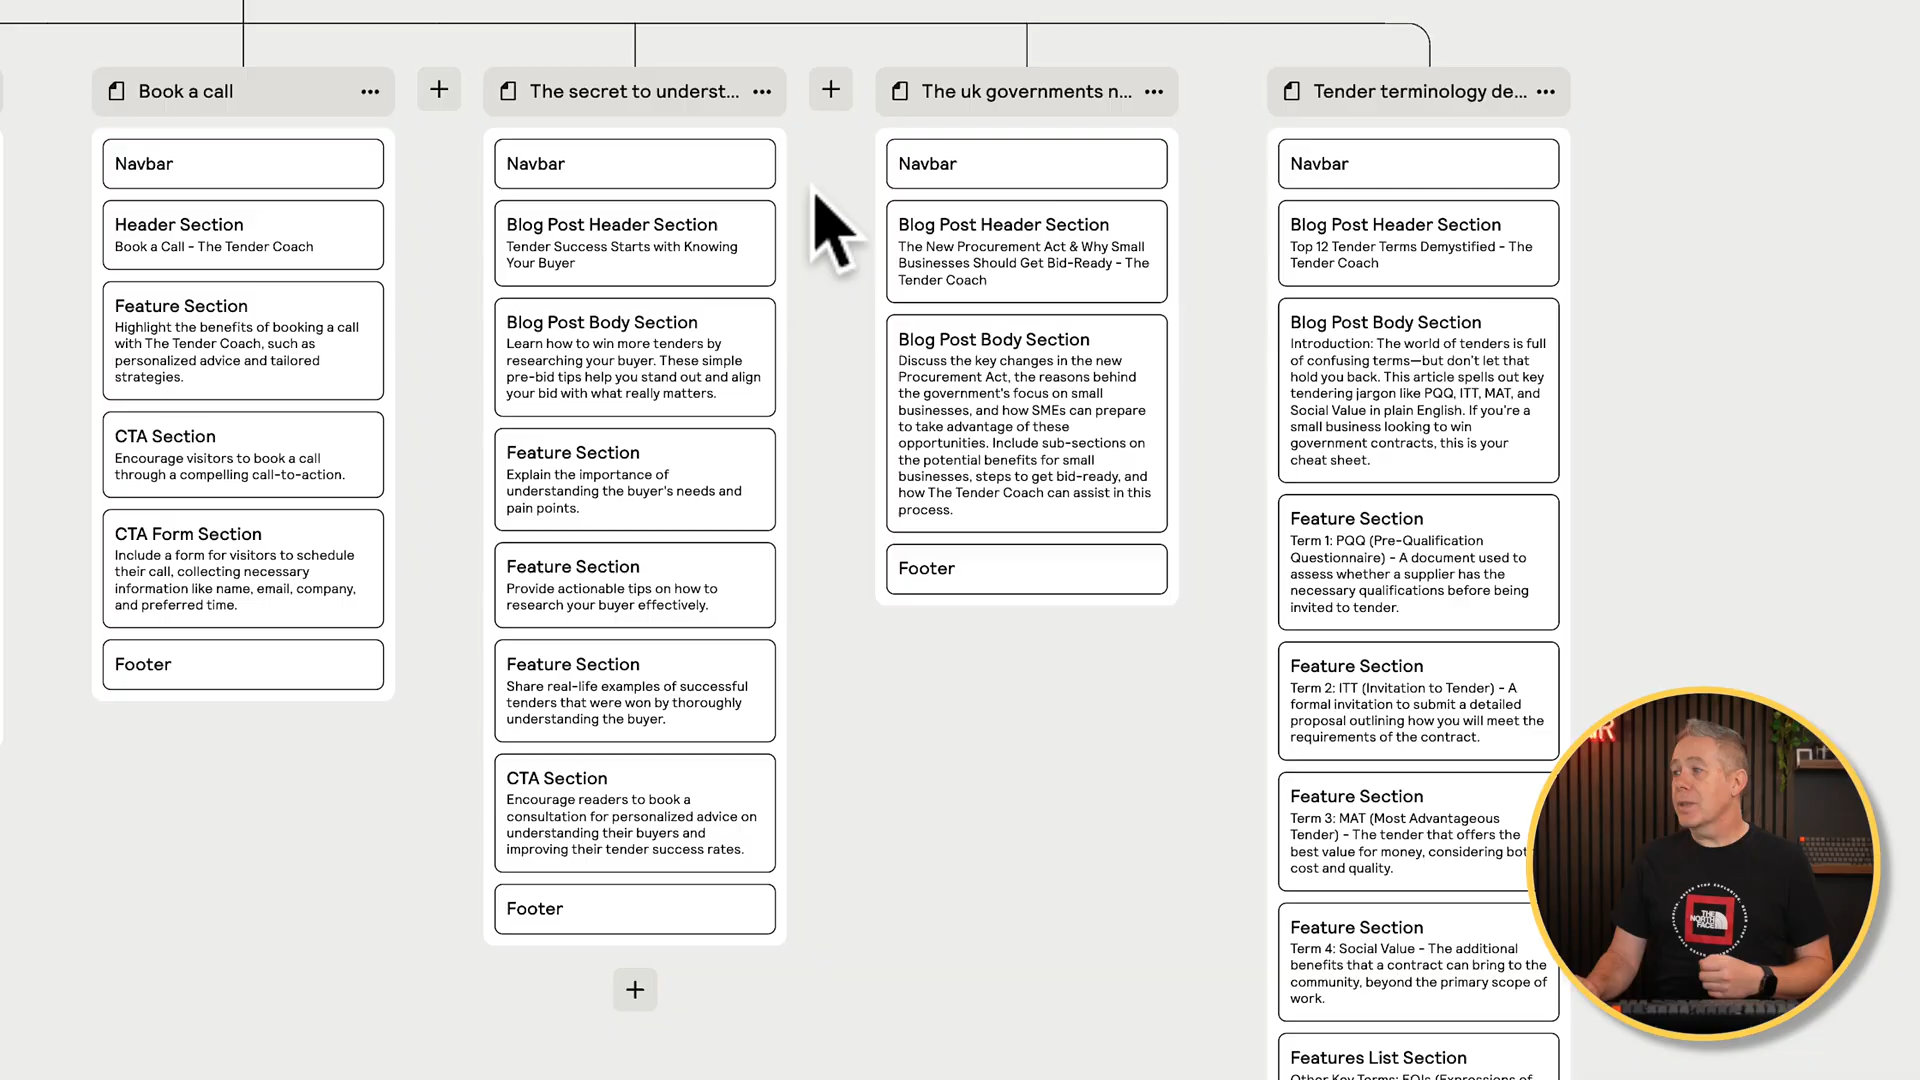 Book a call
Navbar
Header Section
Book a Call - The Tender Coach
Feature Section
Highlight the benefits of booking a call
with The Tender Coach, such as
personalized advice and tailored
strategies.
CTA Section
Encourage visitors to book a call
through a compelling call-to-action.
CTA Form Section
Include a form for visitors to schedule
their call, collecting necessary
information like name, email, company,
and preferred time.
Footer
The secret to underst...
Navbar
Blog Post Header Section
Tender Success Starts with Knowing
Your Buyer
Blog Post Body Section
Learn how to win more tenders by
researching your buyer. These simple
pre-bid tips help you stand out and align
your bid with what really matters.
Feature Section
Explain the importance of
understanding the buyer's needs and
pain points.
Feature Section
Provide actionable tips on how to
research your buyer effectively.
Feature Section
Share real-life examples of successful
tenders that were won by thoroughly
understanding the buyer.
CTA Section
Encourage readers to book a
consultation for personalized advice on
understanding their buyers and
improving their tender success rates.
Footer
The uk governments n...
Navbar
Blog Post Header Section
The New Procurement Act & Why Small
Businesses Should Get Bid-Ready - The
Tender Coach
Blog Post Body Section
Discuss the key changes in the new
Procurement Act, the reasons behind
the government's focus on small
businesses, and how SMEs can prepare
to take advantage of these
opportunities. Include sub-sections on
the potential benefits for small
businesses, steps to get bid-ready, and
how The Tender Coach can assist in this
process.
Footer
Tender terminology de...
Navbar
Blog Post Header Section
Top 12 Tender Terms Demystified - The
Tender Coach
Blog Post Body Section
Introduction: The world of tenders is full
of confusing terms—but don't let that
hold you back. This article spells out key
tendering jargon like PQQ, ITT, MAT, and
Social Value in plain English. If you're a
small business looking to win
government contracts, this is your
cheat sheet.
Feature Section
Term 1: PQQ (Pre-Qualification
Questionnaire) - A document used to
assess whether a supplier has the
necessary qualifications before being
invited to tender.
Feature Section
Term 2: ITT (Invitation to Tender) - A
formal invitation to submit a detailed
proposal outlining how you will meet the
requirements of the contract.
Feature Section
Term 3: MAT (Most Advantageous
Tender) - The tender that offers the
best value for money, considering bot
cost and quality.
Feature Section
Term 4: Social Value - The additional
benefits that a contract can bring to the
community, beyond the primary scope of
work.
Features List Section
Other Key Terms: EOIs (Expressions of
THE
NORTH
FACE